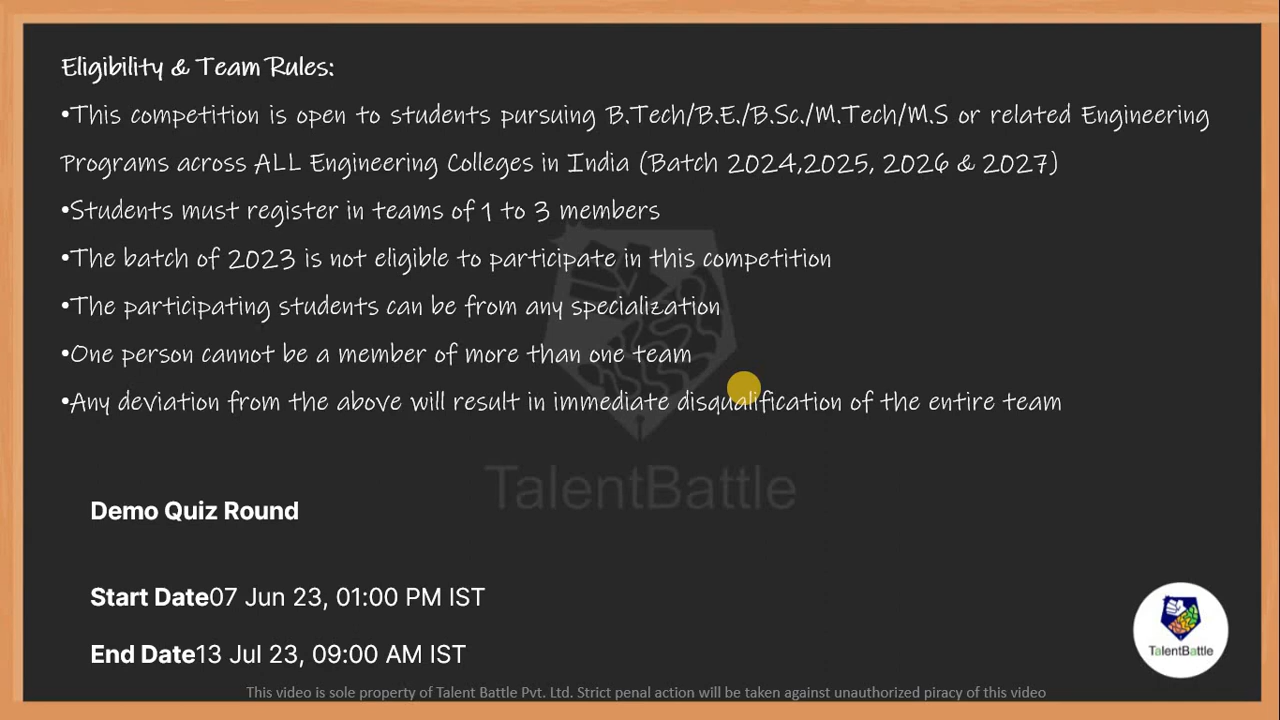 Eligibility & Team Rules:
•This competition is open to students pursuing B.Tech/B.E./B.Sc./M.Tech/M.S or related Engineering
Programs across ALL Engineering Colleges in India (Batch 2024,2025, 2026 & 2027)
•Students must register in teams of 1 to 3 members
•The batch of 2023 is not eligible to participate in this competition
•The participating students can be from any specialization
•One person cannot be a member of more than one team
•Any deviation from the above will result in immediate disqualification of the entire team
TalentBattle
Demo Quiz Round
Start Date07 Jun 23, 01:00 PM IST
End Date13 Jul 23, 09:00 AM IST
TalentBattle
This video is sole property of Talent Battle Pvt. Ltd. Strict penal action will be taken against unauthorized piracy of this video